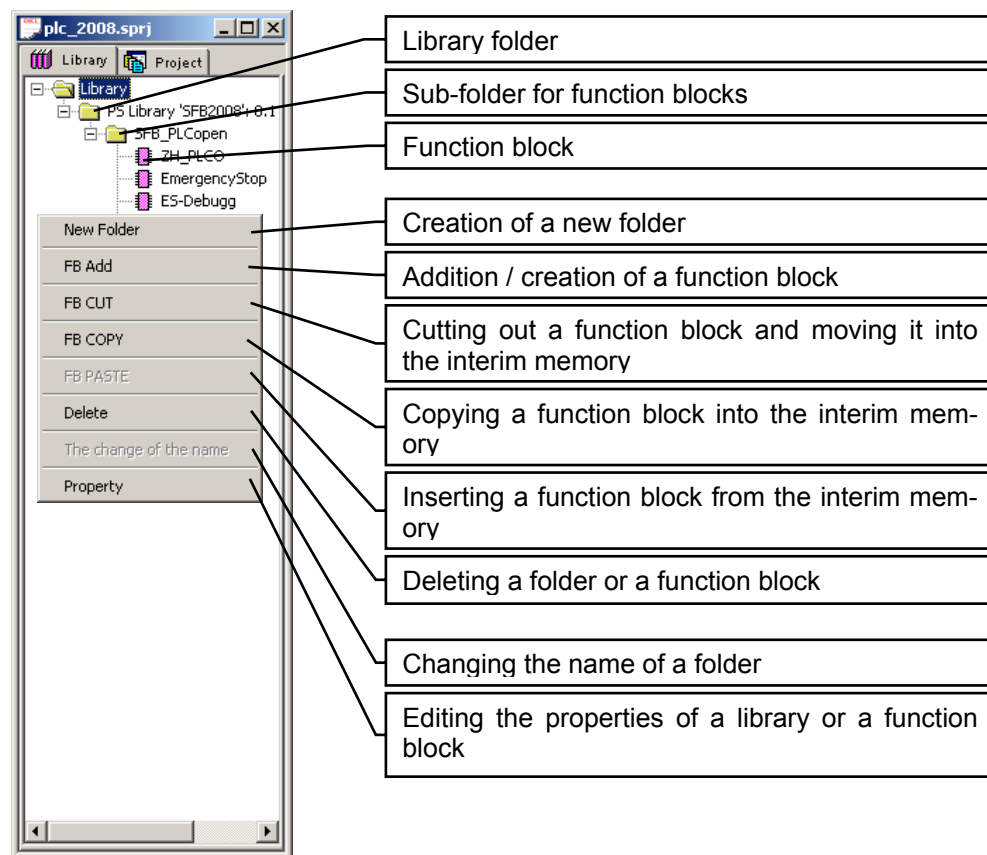 plc_2008.sprj
Library Project
Library
PS Library 'SFB2008': 0.1
SFB_PLCopen
ZH_PLCO
EmergencyStop
ES-Debugg
New Folder
FB Add
FB CUT
FB COPY
FB PASTE
Delete
The change of the name
Property
Library folder
Sub-folder for function blocks
Function block
Creation of a new folder
Addition / creation of a function block
Cutting out a function block and moving it into
the interim memory
Copying a function block into the interim mem-
ory
Inserting a function block from the interim mem-
ory
Deleting a folder or a function block
Changing the name of a folder
Editing the properties of a library or a function
block